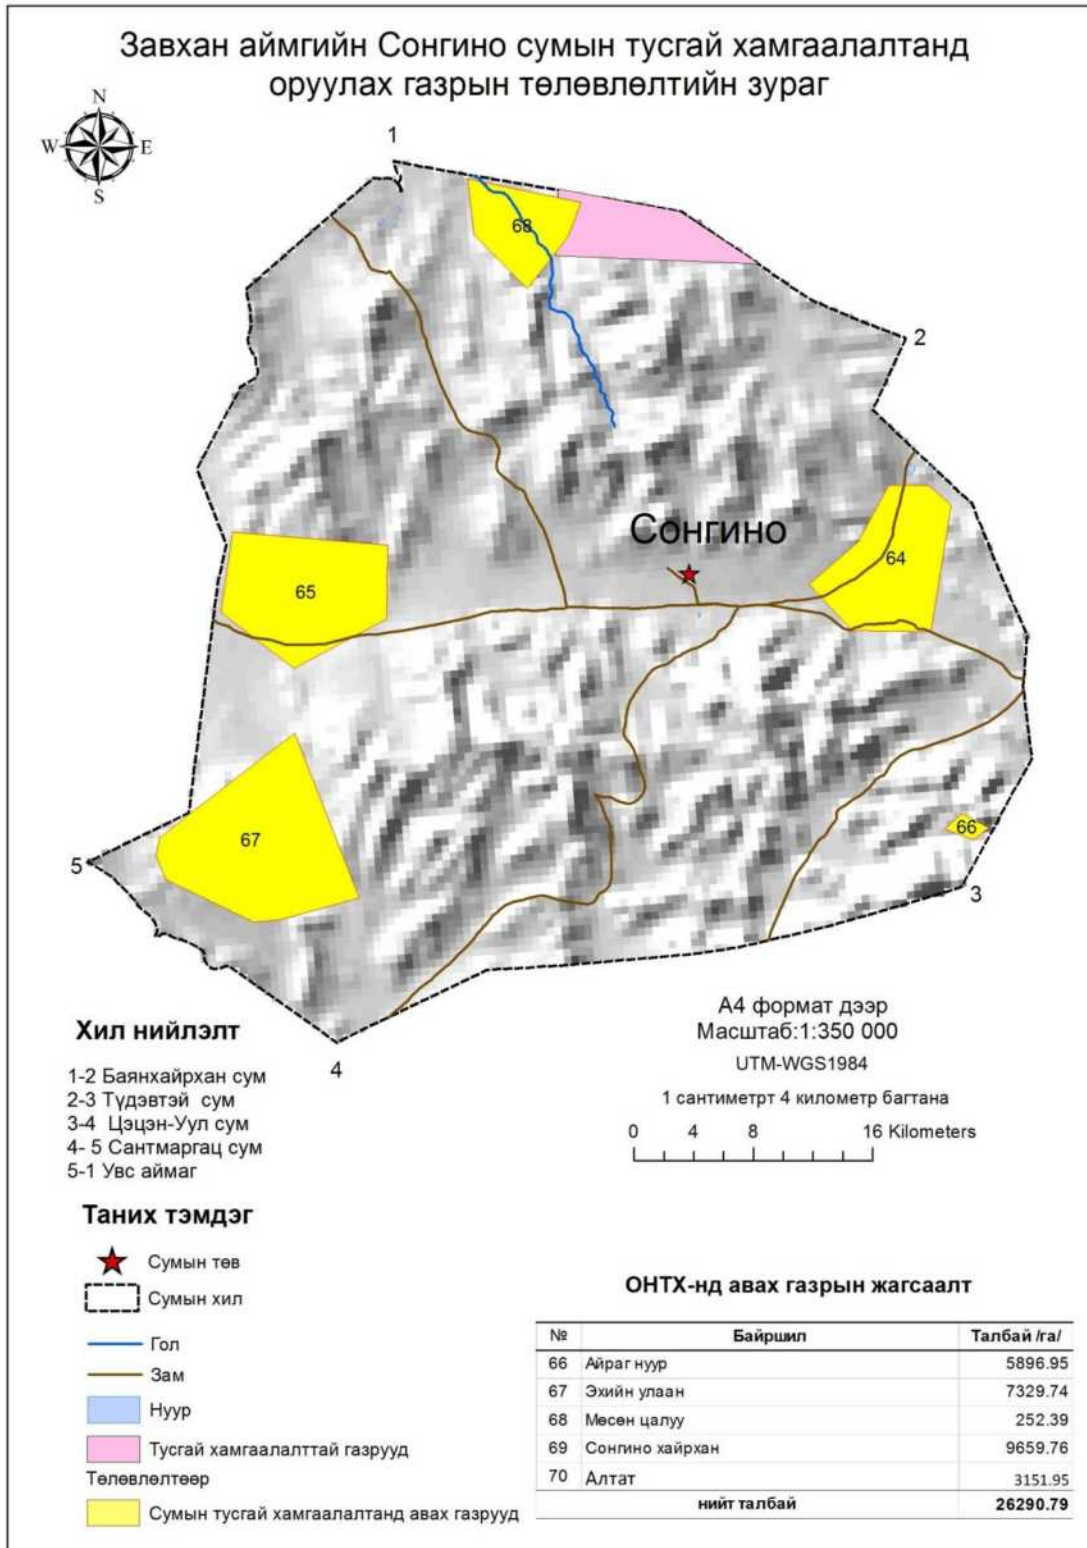 Завхан аймгийн Сонгино сумын тусгай хамгаалалтанд
оруулах газрын төлөвлөлтийн зураг
N
W E
S
1
68
2
Сонгино
64
65
67
66
5
3
4
А4 формат дээр
Масштаб:1:350 000
UTM-WGS1984
1 сантиметрт 4 километр багтана
0 4 8 16 Kilometers
Хил нийлэлт
1-2 Баянхайрхан сум
2-3 Түдэвтэй сум
3-4 Цэцэн-Уул сум
4- 5 Сантмаргац сум
5-1 Увс аймаг
Таних тэмдэг
Сумын төв
Сумын хил
Гол
Зам
Нуур
Тусгай хамгаалалттай газрууд
Төлөвлөлтөөр
Сумын тусгай хамгаалалтанд авах газрууд
ОНТХ-нд авах газрын жагсаалт
№ Байршил Талбай /га/
66 Айраг нуур 5896.95
67 Эхийн улаан 7329.74
68 Мөсөн цалуу 252.39
69 Сонгино хайрхан 9659.76
70 Алтат 3151.95
нийт талбай 26290.79